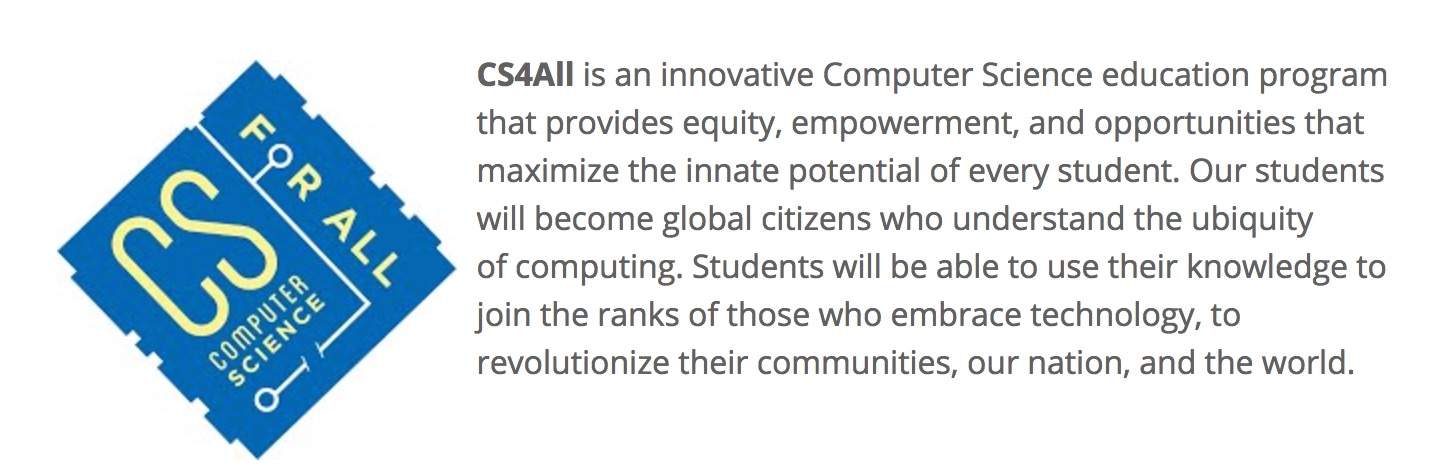 FOR ALL
CS
COMPUTER
SCIENCE
CS4All is an innovative Computer Science education program
that provides equity, empowerment, and opportunities that
maximize the innate potential of every student. Our students
will become global citizens who understand the ubiquity
of computing. Students will be able to use their knowledge to
join the ranks of those who embrace technology, to
revolutionize their communities, our nation, and the world.